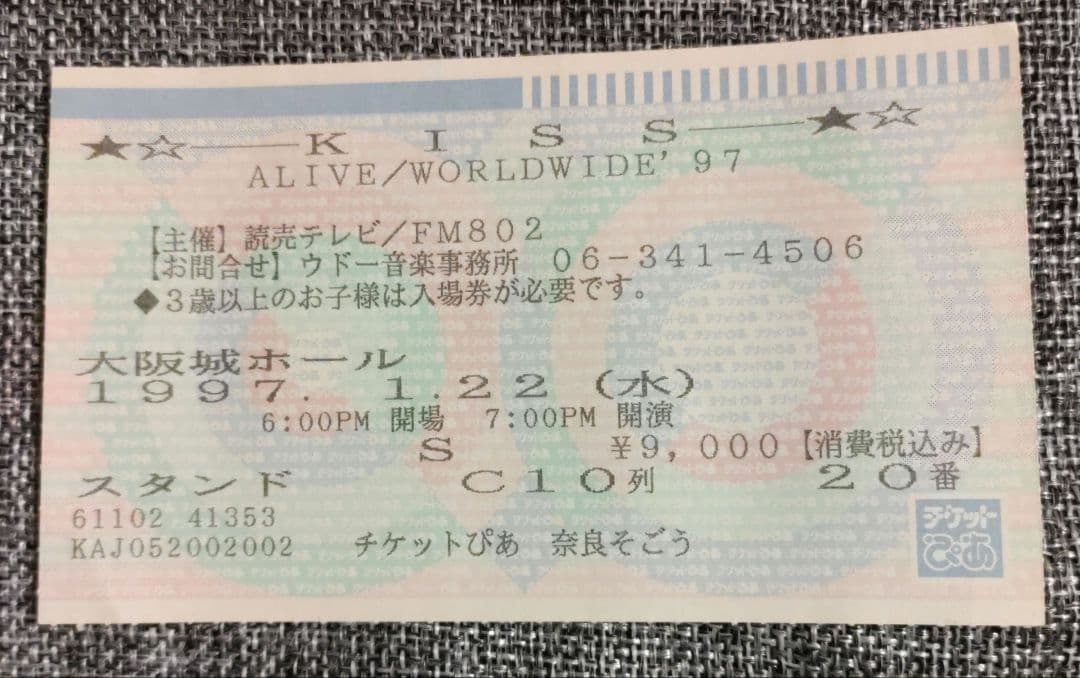 ★☆───K I S S───★☆
ALIVE/WORLDWIDE'97
【主催】読売テレビ/FM802
【お問合せ】ウドー音楽事務所 06-341-4506
◆3歳以上のお子様は入場券が必要です。
大阪城ホール
1997. 1.22 (水)
6:00PM 開場 7:00PM 開演
S ¥9,000【消費税込み】
スタンド C10列 20番
61102 41353
KAJ052002002 チケットぴあ 奈良そごう
チケット
ぴあ